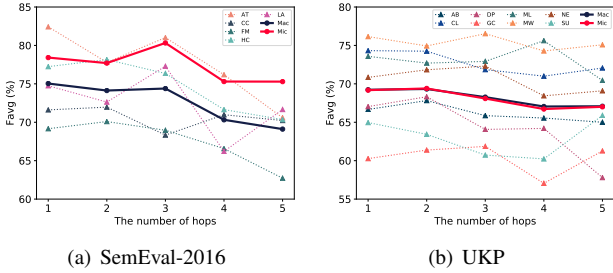 85
80
75
70
65
60
Favg (%)
AT
CC
FM
HC
LA
Mac
Mic
1 2 3 4 5
The number of hops
(a) SemEval-2016
85
80
75
70
65
60
55
Favg (%)
AB
CL
DP
GC
ML
MW
NE
SU
Mac
Mic
1 2 3 4 5
The number of hops
(b) UKP